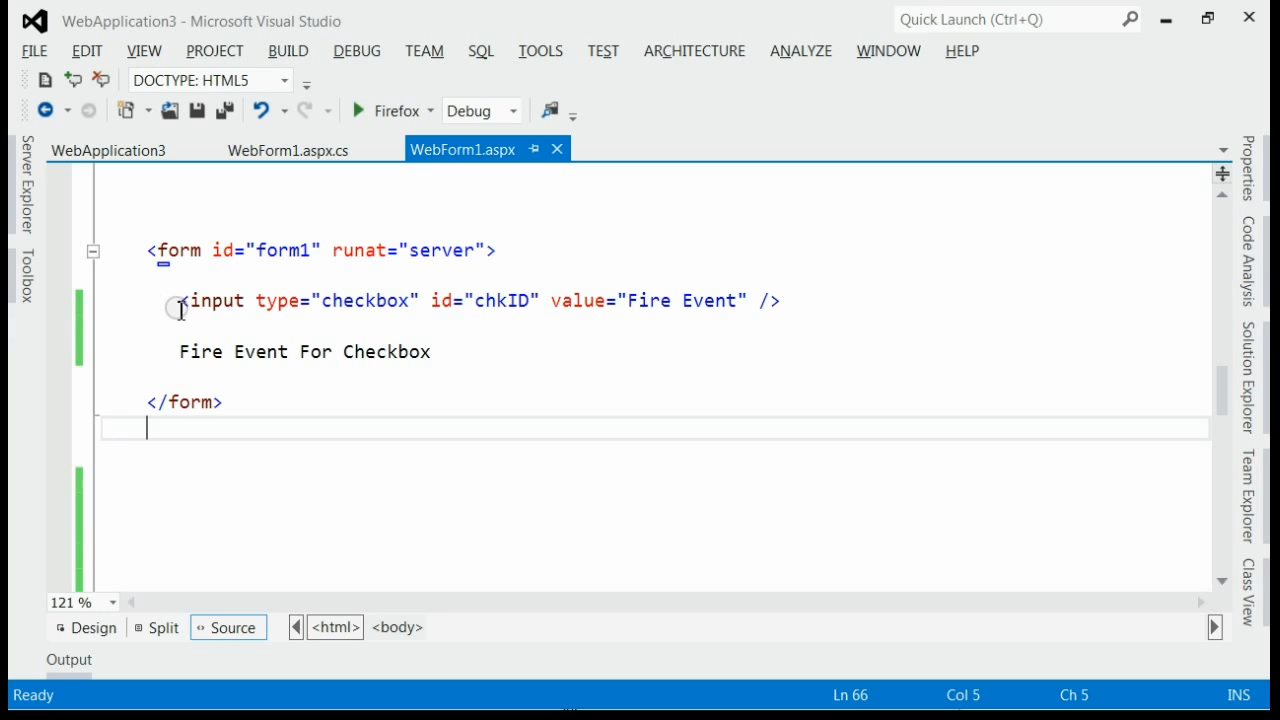 WebApplication3 - Microsoft Visual Studio
Quick Launch (Ctrl+Q)
FILE EDIT VIEW PROJECT BUILD DEBUG TEAM SQL TOOLS TEST ARCHITECTURE ANALYZE WINDOW HELP
DOCTYPE: HTML5
Firefox Debug
WebApplication3 WebForm1.aspx.cs WebForm1.aspx
Server Explorer
Toolbox
<form id="form1" runat="server">
<input type="checkbox" id="chkID" value="Fire Event" />
Fire Event For Checkbox
</form>
Properties
Code Analysis
Solution Explorer
Team Explorer
Class View
121 %
Design Split Source <html> <body>
Output
Ready Ln 66 Col 5 Ch 5 INS